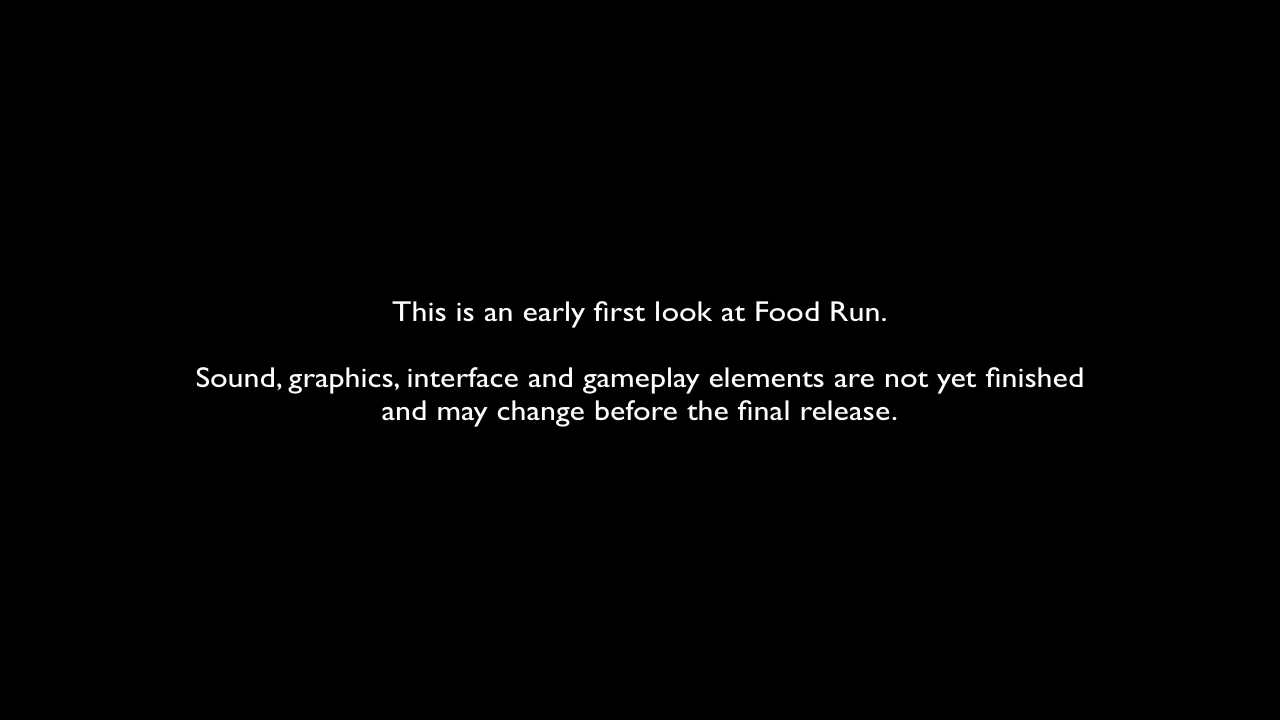 This is an early first look at Food Run.
Sound, graphics, interface and gameplay elements are not yet finished
and may change before the final release.